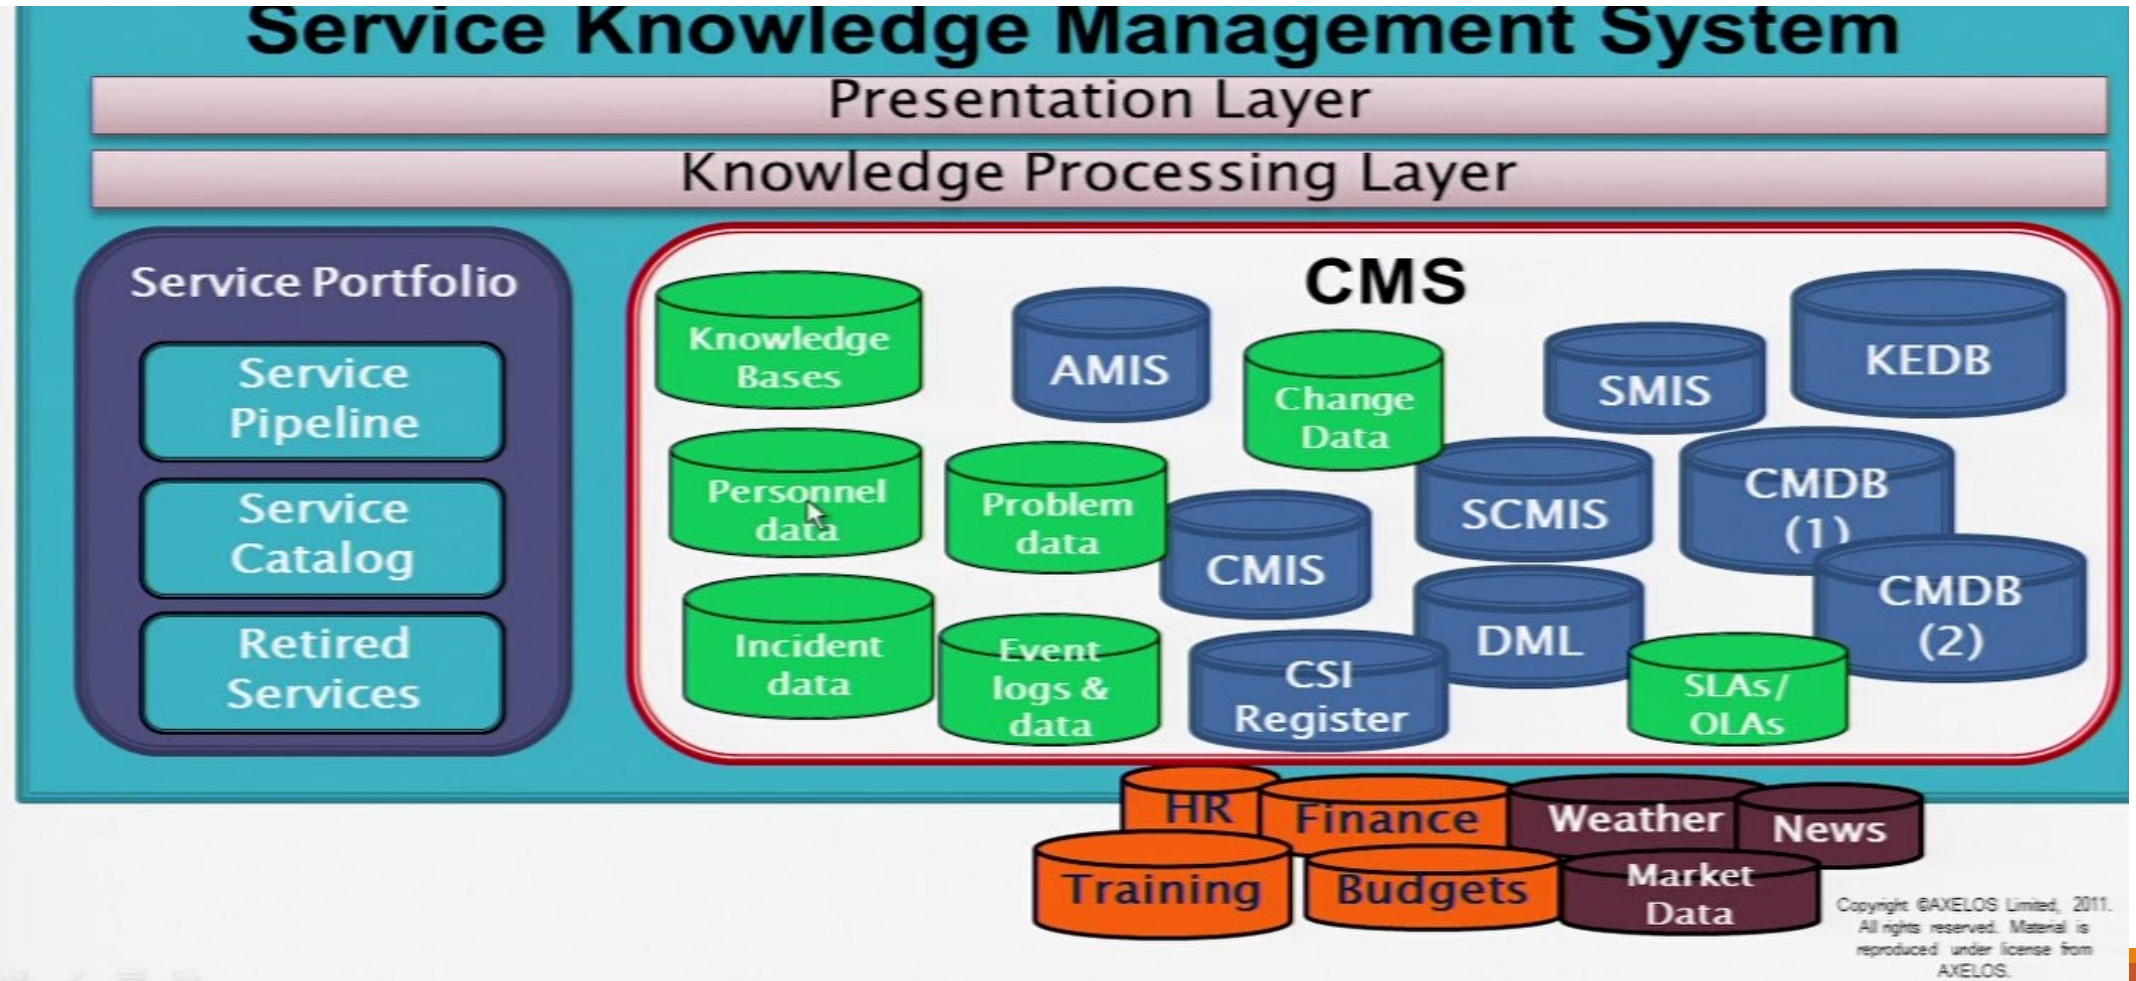 Service Knowledge Management System
Presentation Layer
Knowledge Processing Layer
Service Portfolio
Service
Pipeline
Service
Catalog
Retired
Services
CMS
Knowledge
Bases
AMIS
Change
Data
SMIS
KEDB
Personnel
data
Problem
data
CMIS
SCMIS
CMDB
(1)
CMDB
(2)
Incident
data
Event
logs &
data
CSI
Register
DML
SLAs/
OLAs
HR
Finance
Weather
News
Training
Budgets
Market
Data
Copyright ©AXELOS Limited, 2011.
All rights reserved. Material is
reproduced under license from
AXELOS.